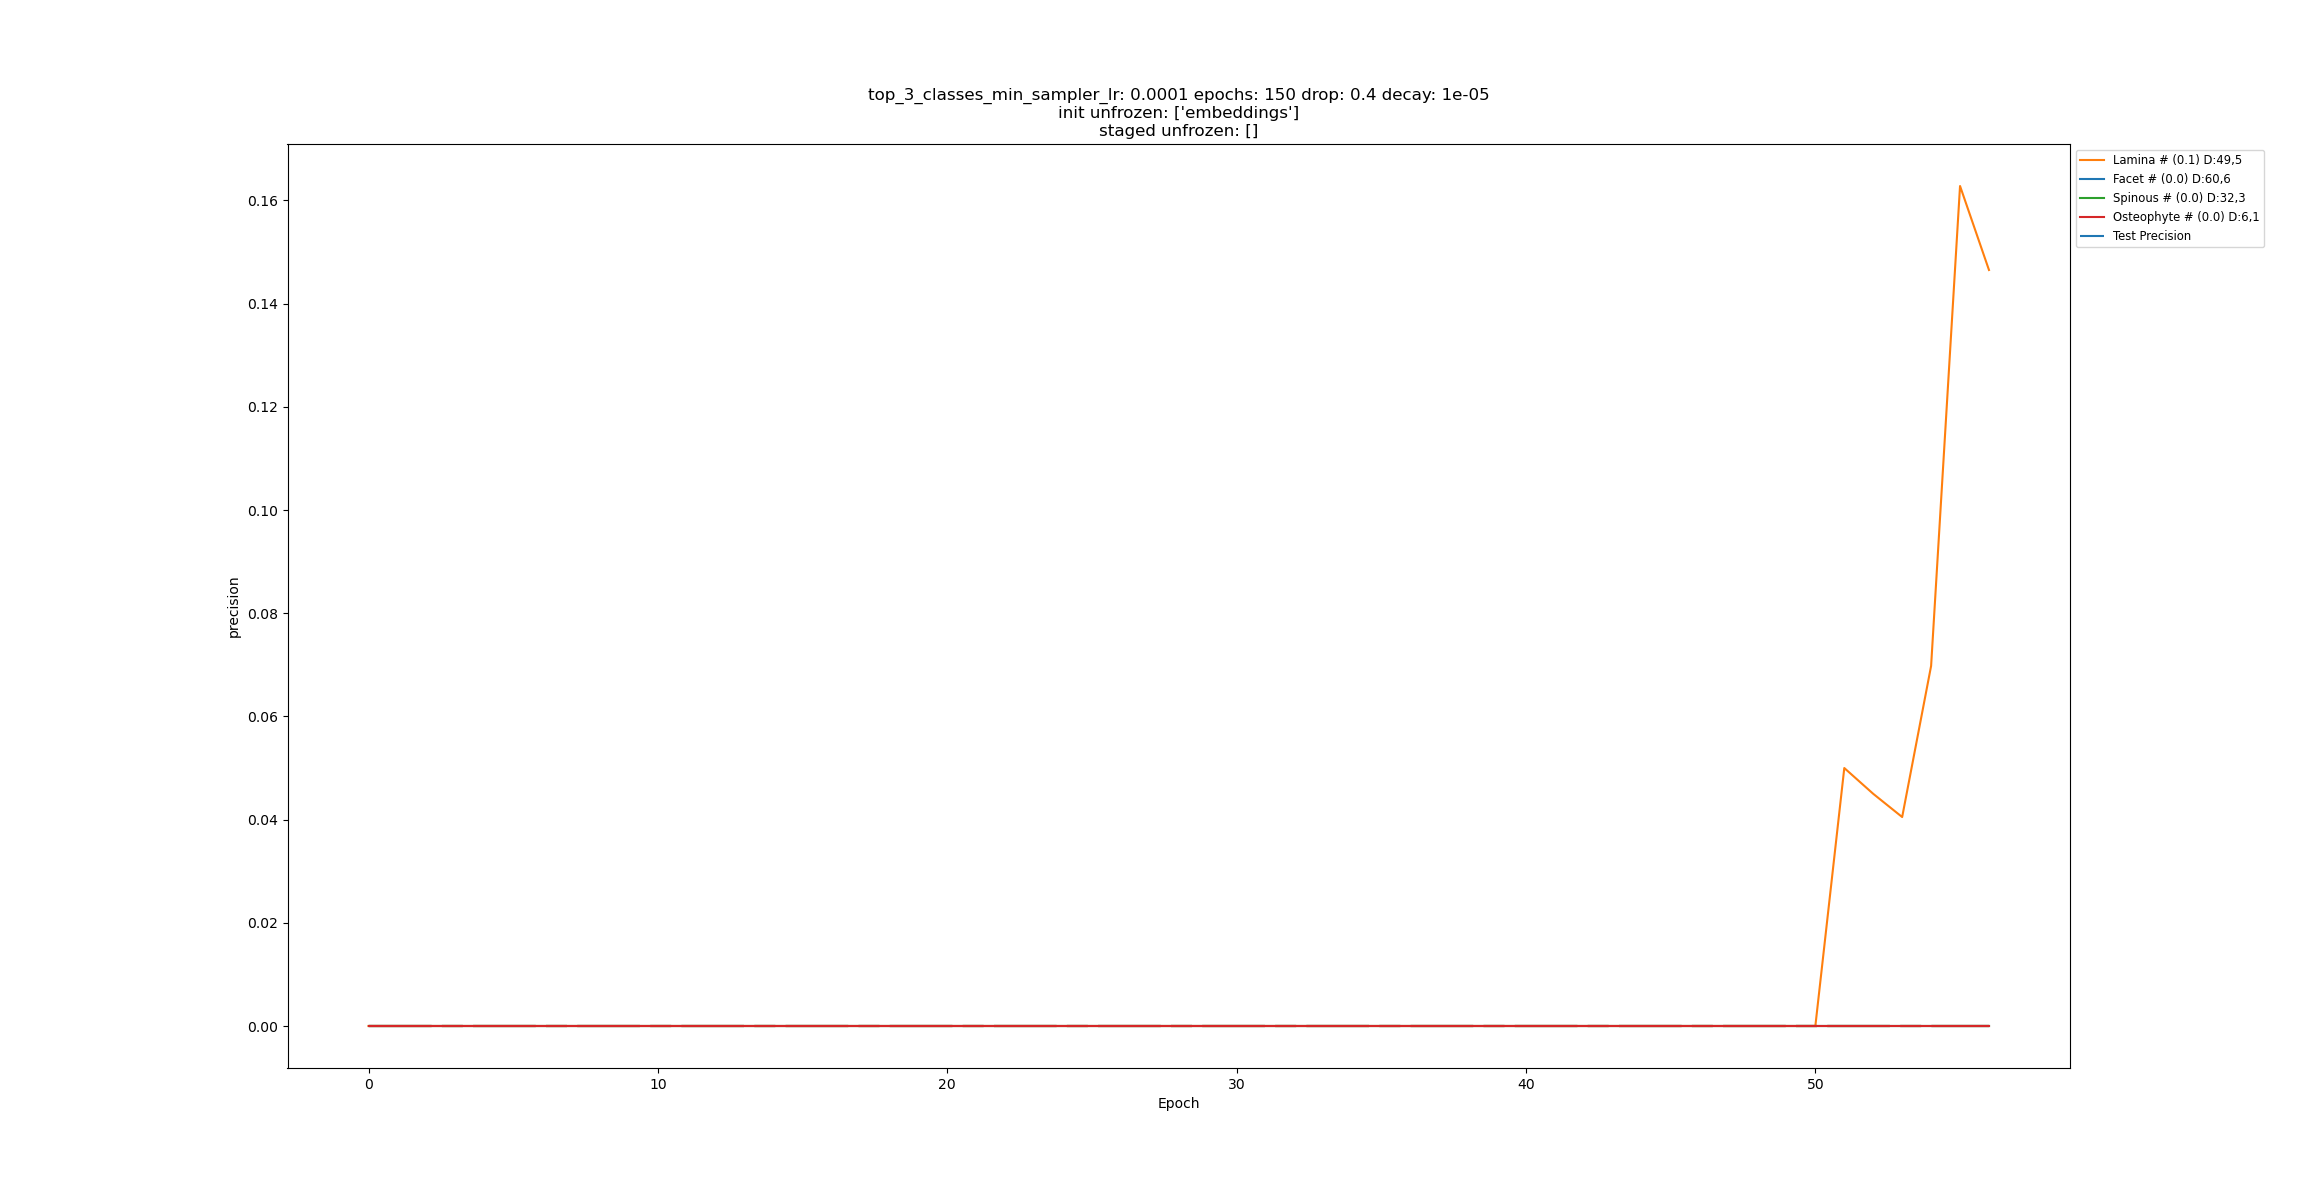 top_3_classes_min_sampler_lr: 0.0001 epochs: 150 drop: 0.4 decay: 1e-05
init unfrozen: ['embeddings']
staged unfrozen: []
Lamina # (0.1) D:49,5
Facet # (0.0) D:60,6
Spinous # (0.0) D:32,3
Osteophyte # (0.0) D:6,1
Test Precision
0.16
0.14
0.12
0.10
0.08
0.06
0.04
0.02
0.00
precision
0 10 20 30 40 50
Epoch